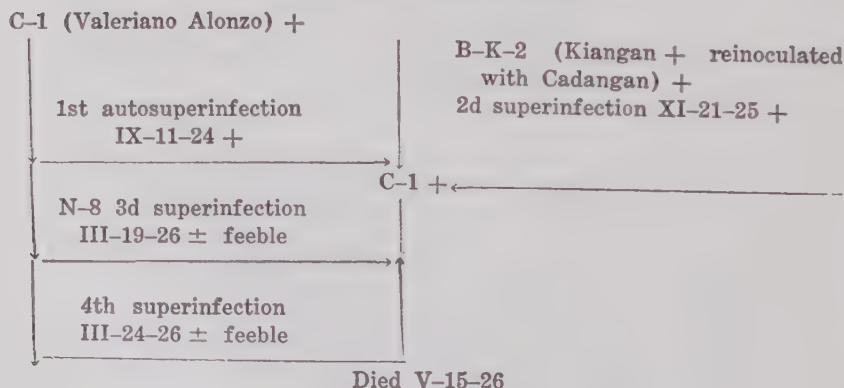 C–1 (Valeriano Alonzo) +
B–K–2 (Kiangan + reinoculated
with Cadangan) +
2d superinfection XI–21–25 +
1st autosuperinfection
IX–11–24 +
C–1 +
N–8 3d superinfection
III–19–26 ± feeble
4th superinfection
III–24–26 ± feeble
Died V–15–26